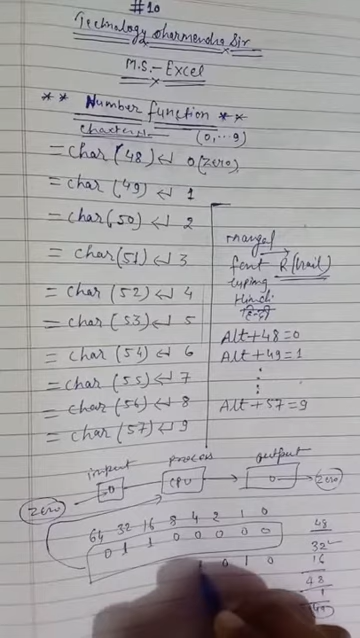 #10
Technology Dharmendra Sir
M.S.-Excel
** Number function **
(0,...9)
= char (48) ↵ 0 (zero)
= char (49) ↵ 1
= char (50) ↵ 2
= char (51) ↵ 3
= char (52) ↵ 4
= char (53) ↵ 5
= char (54) ↵ 6
= char (55) ↵ 7
= char (56) ↵ 8
= char (57) ↵ 9
mangal
font →
typing
Hindi
Alt+48=0
Alt+49=1
:
:
Alt+57=9
input process output
zero CPU zero
64 32 16 8 4 2 1 0
0 1 1 0 0 0 0 0
0 1 0
48
32
16
48
1
49